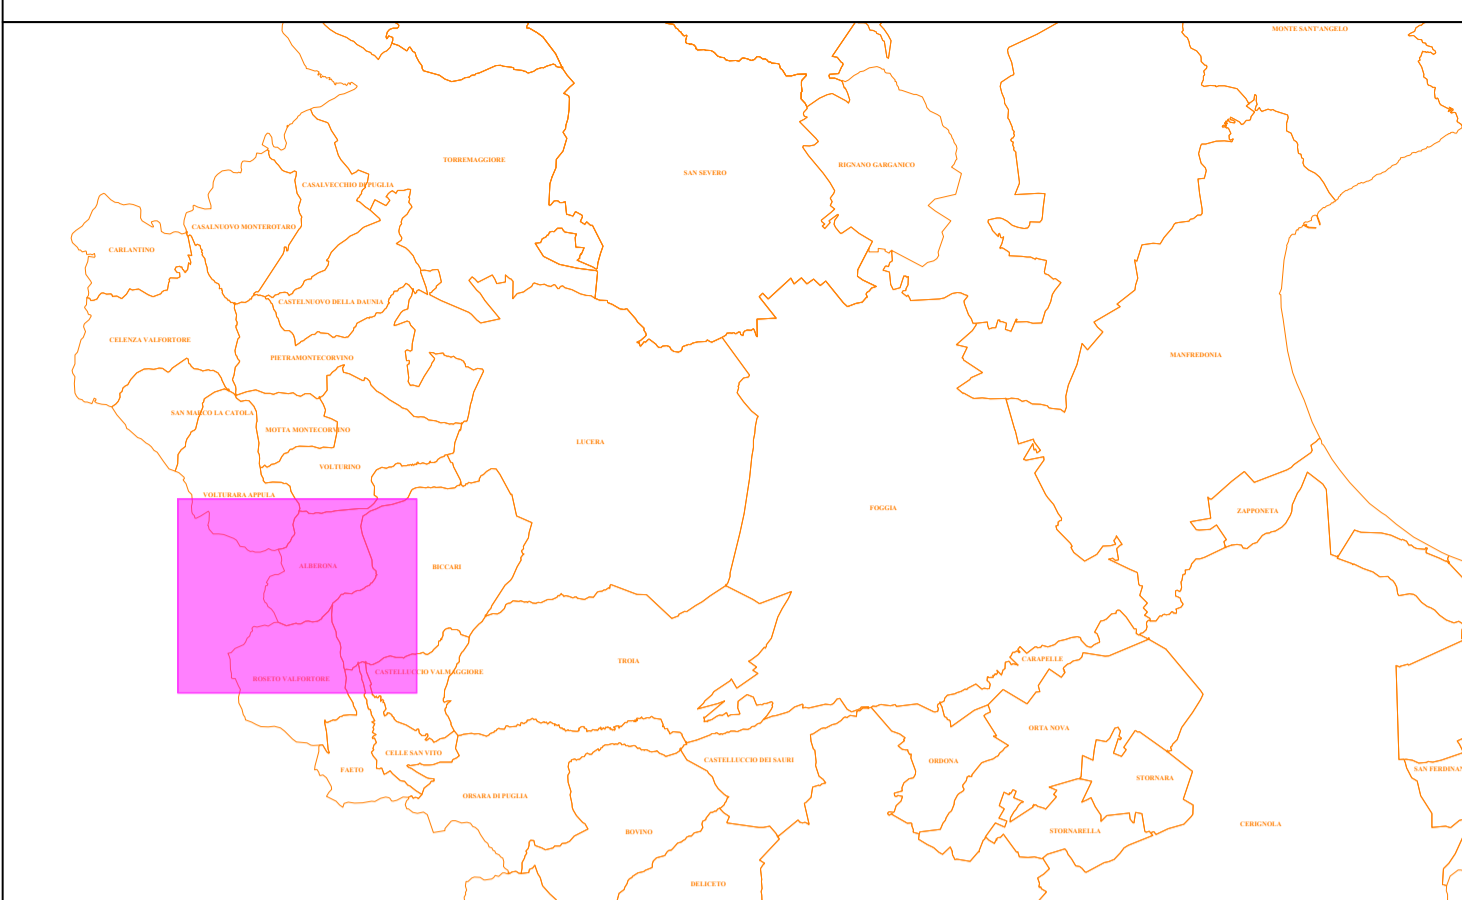 MONTE SANT'ANGELO
TORREMAGGIORE
RIGNANO GARGANICO
SAN SEVERO
CASALVECCHIO DI PUGLIA
CASALNUOVO MONTEROTARO
CARLANTINO
CASTELNUOVO DELLA DAUNIA
CELENZA VALFORTORE
PIETRAMONTECORVINO
MANFREDONIA
SAN MARCO LA CATOLA
MOTTA MONTECORVINO
LUCERA
VOLTURINO
VOLTURARA APPULA
FOGGIA
ZAPPONETA
ALBERONA
BICCARI
CARAPELLE
TROIA
CASTELLUCCIO VALMAGGIORE
ROSETO VALFORTORE
ORTA NOVA
CELLE SAN VITO
CASTELLUCCIO DEI SAURI
ORDONA
FAETO
SAN FERDINAN
STORNARA
ORSARA DI PUGLIA
CERIGNOLA
STORNARELLA
BOVINO
DELICETO